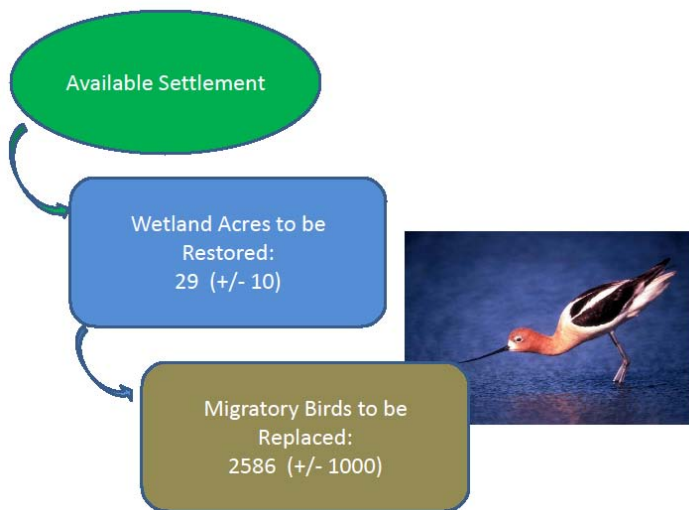 Available Settlement
Wetland Acres to be
Restored:
29 (+/- 10)
Migratory Birds to be
Replaced:
2586 (+/- 1000)